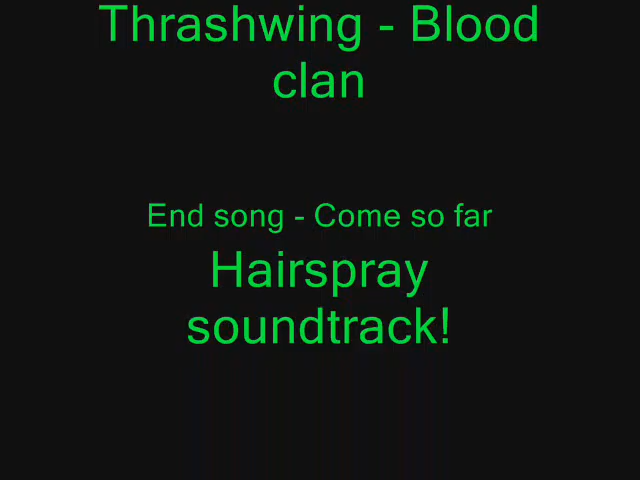 Thrashwing - Blood
clan
End song - Come so far
Hairspray
soundtrack!